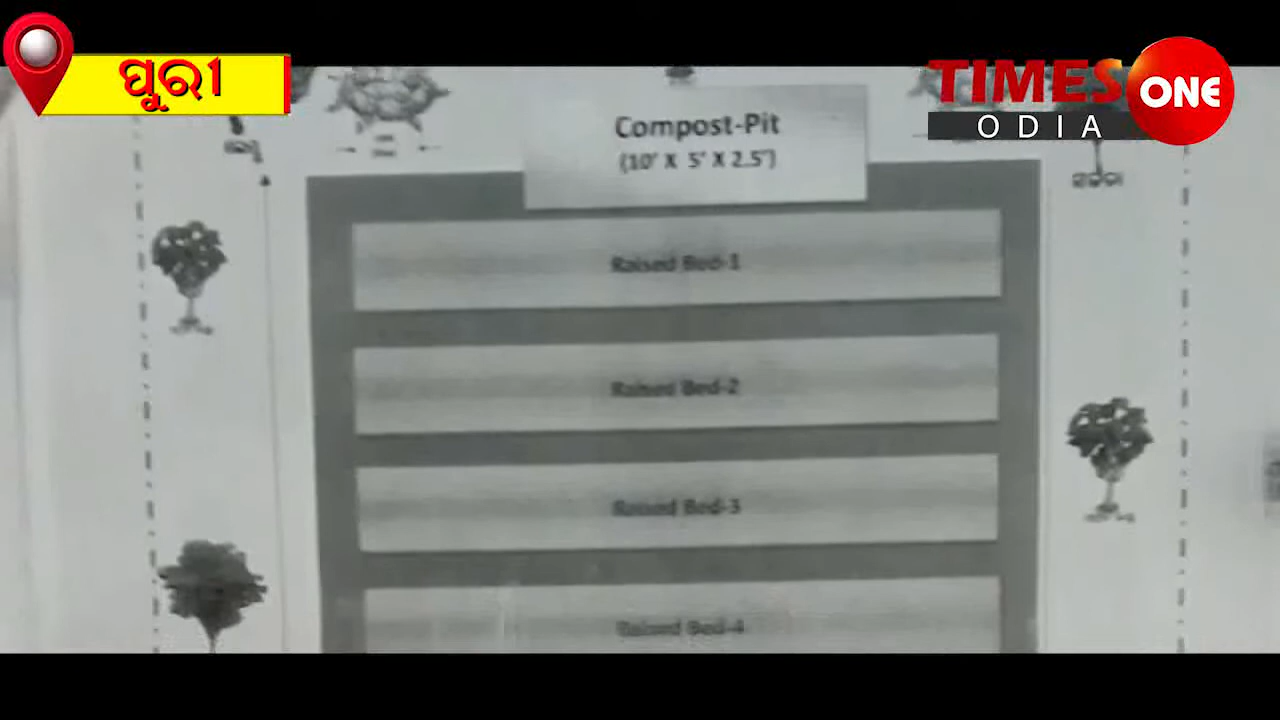 ପୁରୀ
TIMES ONE
ODIA
Compost-Pit
(10' X 5' X 2.5')
Raised Bed-1
Raised Bed-2
Raised Bed-3
Raised Bed-4